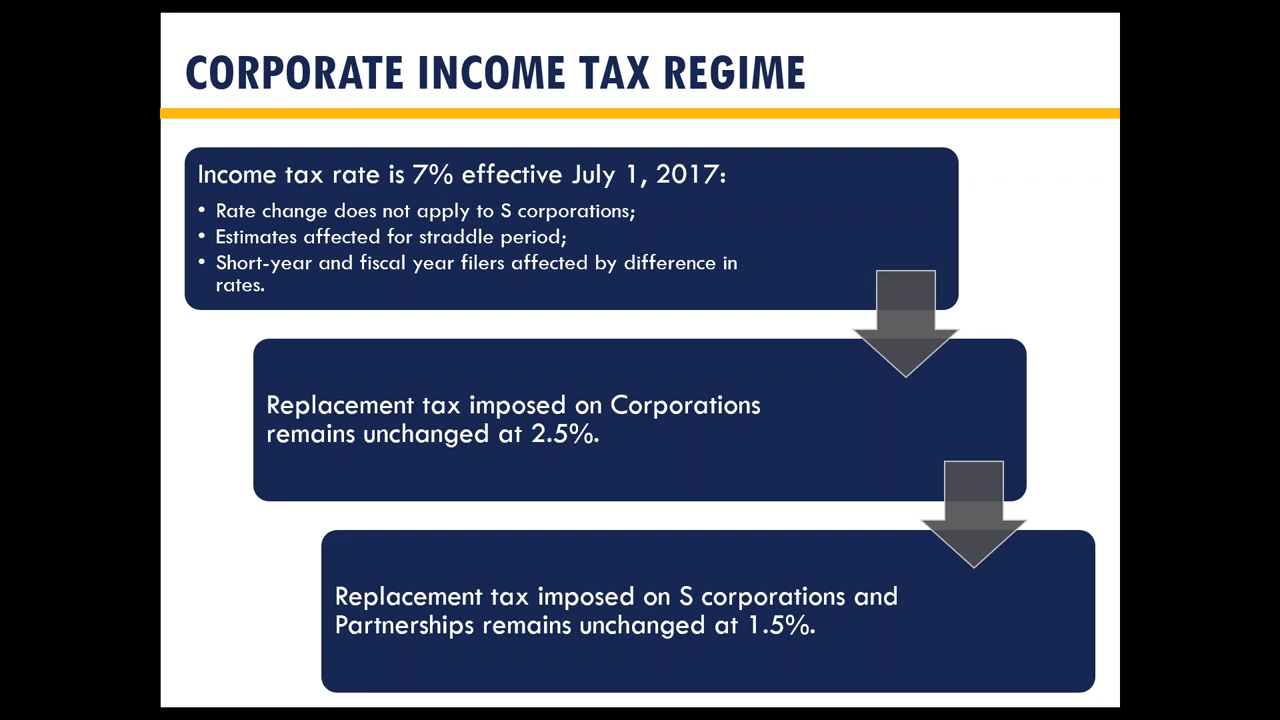 CORPORATE INCOME TAX REGIME
Income tax rate is 7% effective July 1, 2017:
• Rate change does not apply to S corporations;
• Estimates affected for straddle period;
• Short-year and fiscal year filers affected by difference in
rates.
Replacement tax imposed on Corporations
remains unchanged at 2.5%.
Replacement tax imposed on S corporations and
Partnerships remains unchanged at 1.5%.